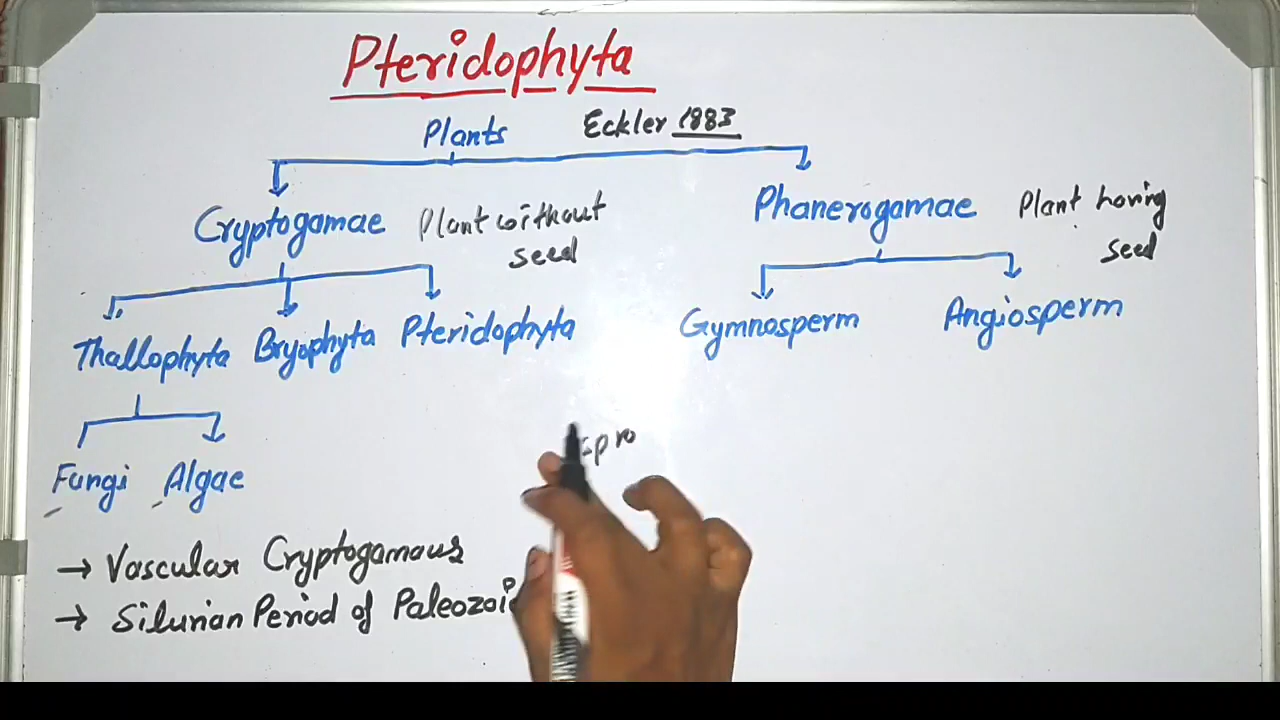 Pteridophyta
Plants Eckler 1883
Cryptogamae Plant without seed
Phanerogamae Plant having seed
Thallophyta Bryophyta Pteridophyta
Gymnosperm Angiosperm
Fungi Algae
→ Vascular Cryptogamaus
→ Silurian Period of Paleozoi